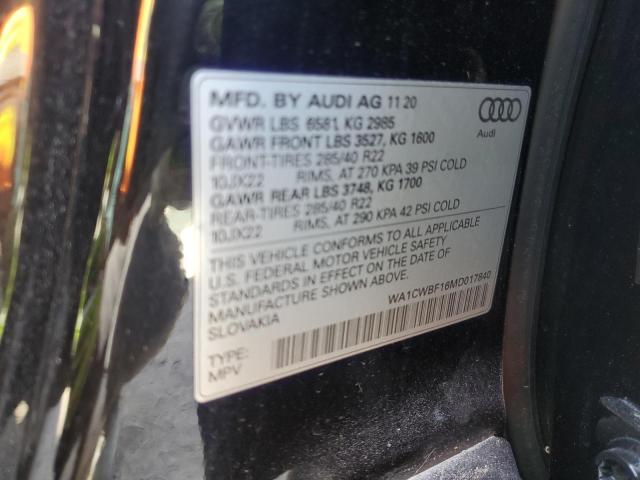 MFD. BY AUDI AG 11 20
GVWR LBS 6581, KG 2985
GAWR FRONT LBS 3527, KG 1600
FRONT-TIRES 285/40 R22
10JX22 RIMS, AT 270 KPA 39 PSI COLD
GAWR REAR LBS 3748, KG 1700
REAR-TIRES 285/40 R22
10JX22 RIMS, AT 290 KPA 42 PSI COLD
THIS VEHICLE CONFORMS TO ALL APPLICABLE
U.S. FEDERAL MOTOR VEHICLE SAFETY
STANDARDS IN EFFECT ON THE DATE OF
MANUFACTURE SHOWN ABOVE.
SLOVAKIA
WA1CWBF16MD017840
TYPE:
MPV
Audi